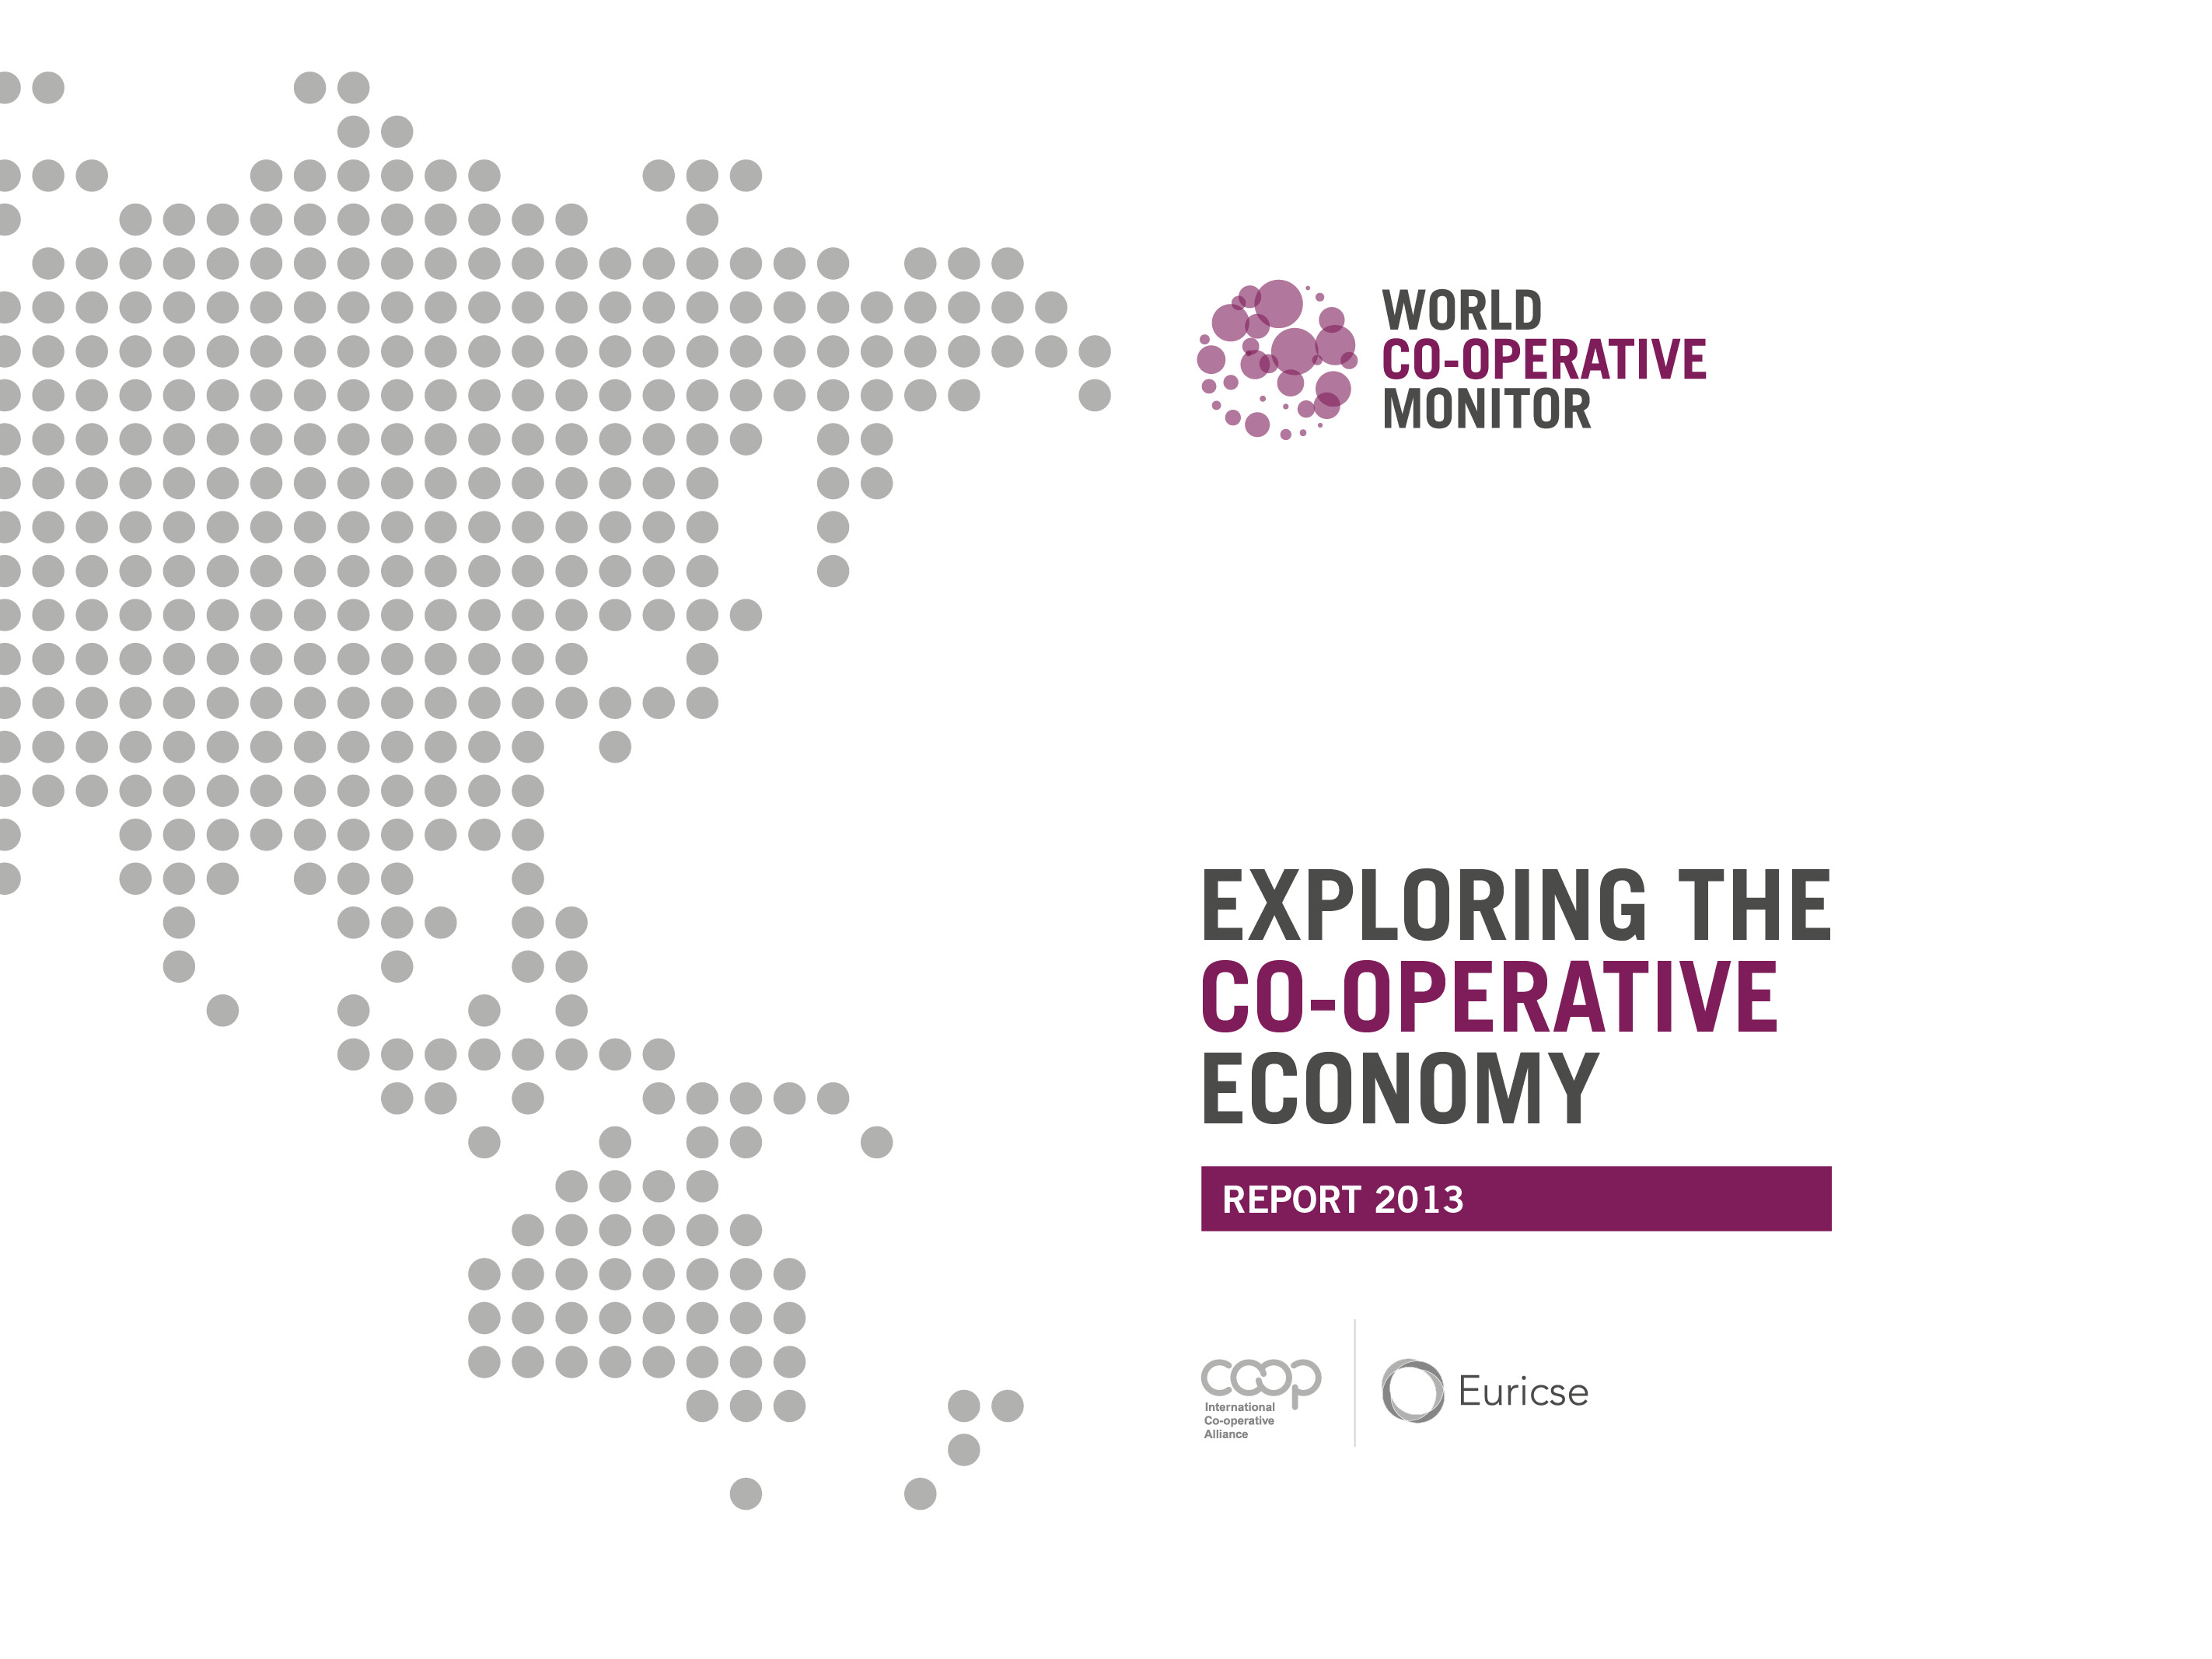 WORLD
CO-OPERATIVE
MONITOR
EXPLORING THE
CO-OPERATIVE
ECONOMY
REPORT 2013
coop
International
Co-operative
Alliance
Euricse